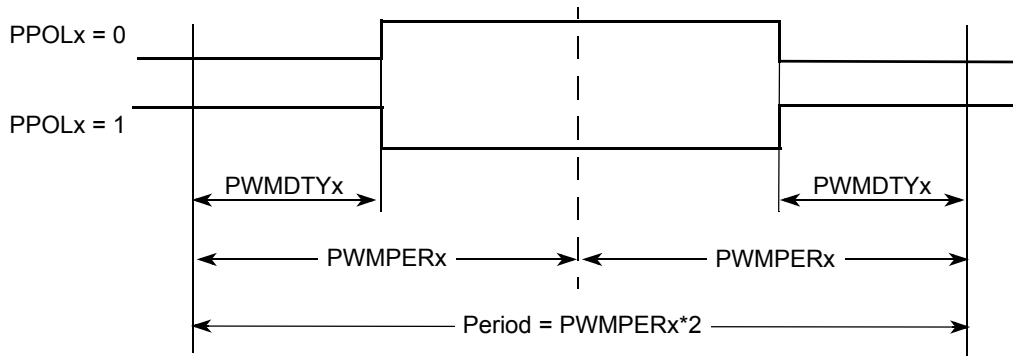 PPOLx = 0
PPOLx = 1
PWMDTYx
PWMDTYx
PWMPERx
PWMPERx
Period = PWMPERx*2